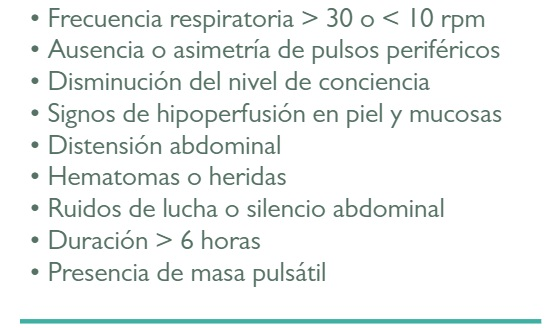 • Frecuencia respiratoria > 30 o < 10 rpm
• Ausencia o asimetría de pulsos periféricos
• Disminución del nivel de conciencia
• Signos de hipoperfusión en piel y mucosas
• Distensión abdominal
• Hematomas o heridas
• Ruidos de lucha o silencio abdominal
• Duración > 6 horas
• Presencia de masa pulsátil